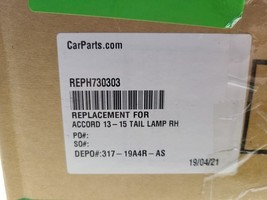 CarParts.com
REPH730303
REPLACEMENT FOR
ACCORD 13-15 TAIL LAMP RH
PO#:
SO#:
DEPO#:317-19A4R-AS
19/04/21